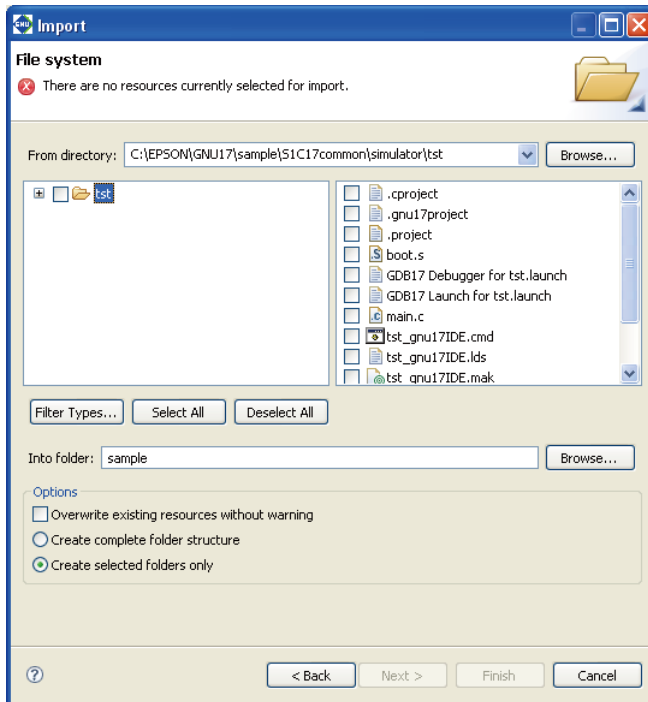 GNU Import
File system
There are no resources currently selected for import.
From directory: C:\EPSON\GNU17\sample\S1C17common\simulator\tst Browse...
tst
.cproject
.gnu17project
.project
boot.s
GDB17 Debugger for tst.launch
GDB17 Launch for tst.launch
main.c
tst_gnu17IDE.cmd
tst_gnu17IDE.lds
tst_gnu17IDE.mak
Filter Types... Select All Deselect All
Into folder: sample Browse...
Options
Overwrite existing resources without warning
Create complete folder structure
Create selected folders only
< Back Next > Finish Cancel